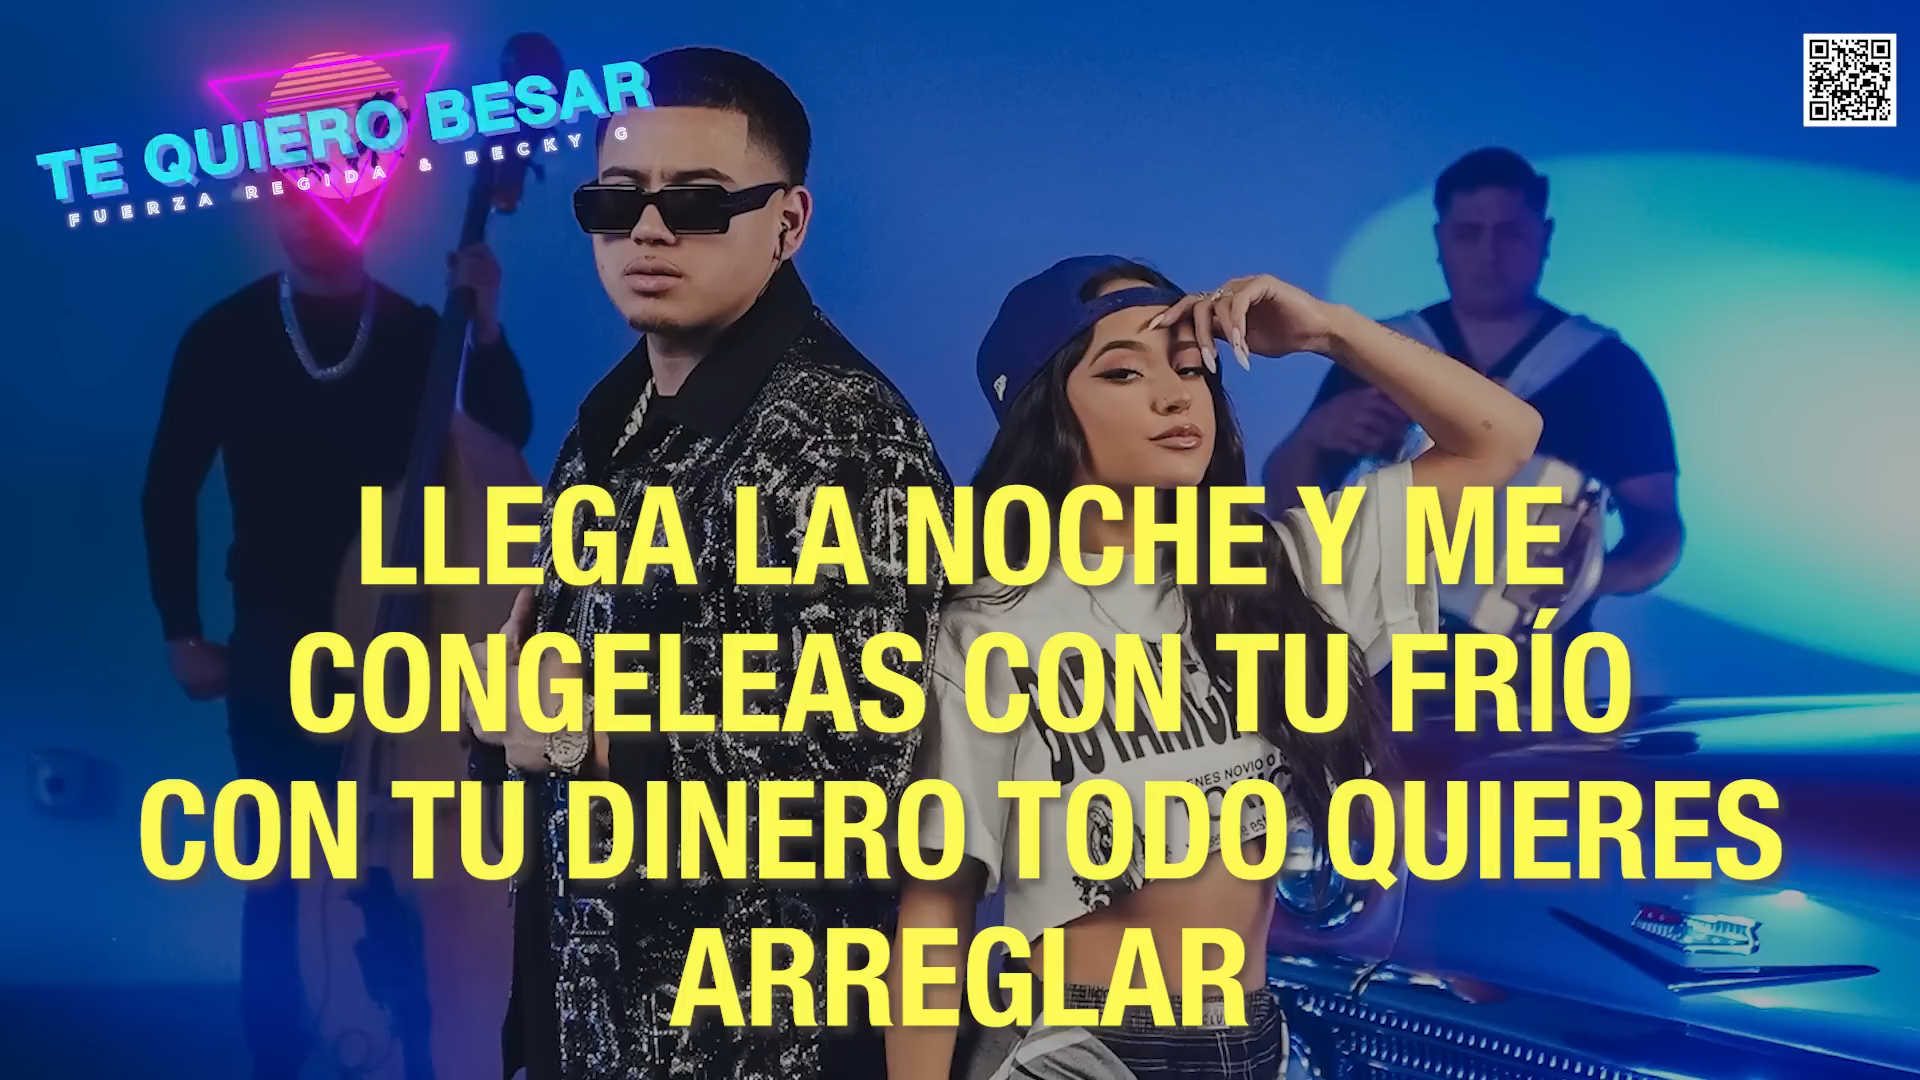 TE QUIERO BESAR
FUERZA REGIDA & BECKY G
LLEGA LA NOCHE Y ME
CONGELEAS CON TU FRÍO
CON TU DINERO TODO QUIERES
ARREGLAR